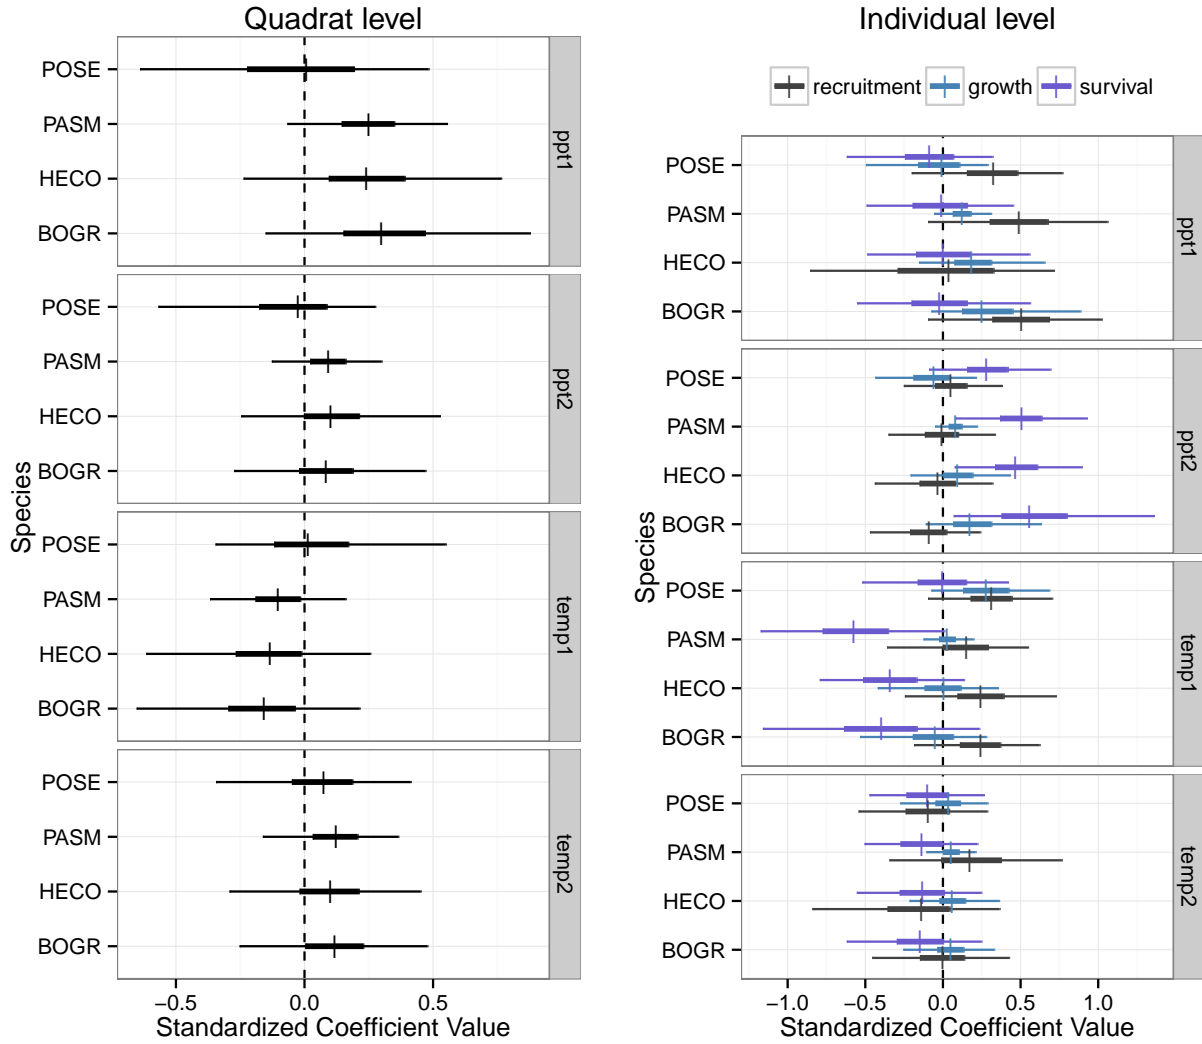 Quadrat level
Species
POSE
PASM
HECO
BOGR
ppt1
POSE
PASM
HECO
BOGR
ppt2
POSE
PASM
HECO
BOGR
temp1
POSE
PASM
HECO
BOGR
temp2
−0.5 0.0 0.5
Standardized Coefficient Value
Individual level
recruitment growth survival
Species
POSE
PASM
HECO
BOGR
ppt1
POSE
PASM
HECO
BOGR
ppt2
POSE
PASM
HECO
BOGR
temp1
POSE
PASM
HECO
BOGR
temp2
−1.0 −0.5 0.0 0.5 1.0
Standardized Coefficient Value